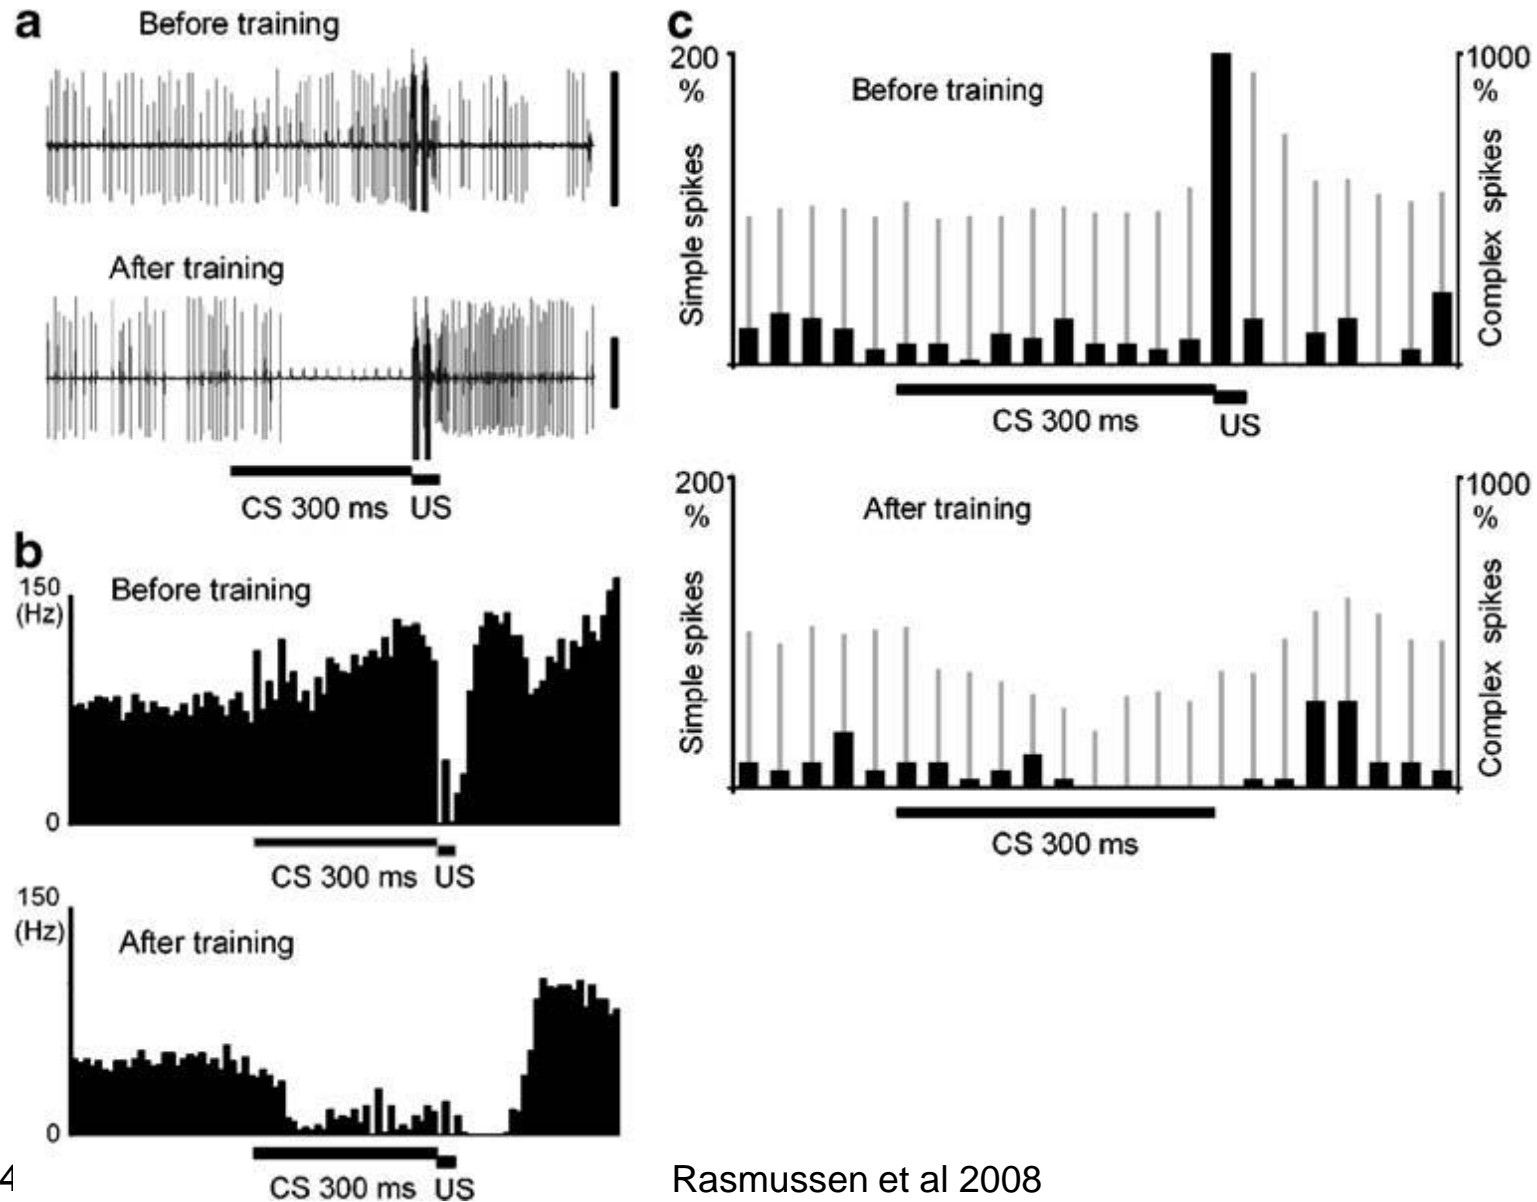 a
Before training
After training
CS 300 ms US
b
150
(Hz)
Before training
0
CS 300 ms US
150
(Hz)
After training
0
CS 300 ms US
c
200
%
Simple spikes
Before training
1000
%
Complex spikes
CS 300 ms
US
200
%
Simple spikes
After training
1000
%
Complex spikes
CS 300 ms
4
Rasmussen et al 2008